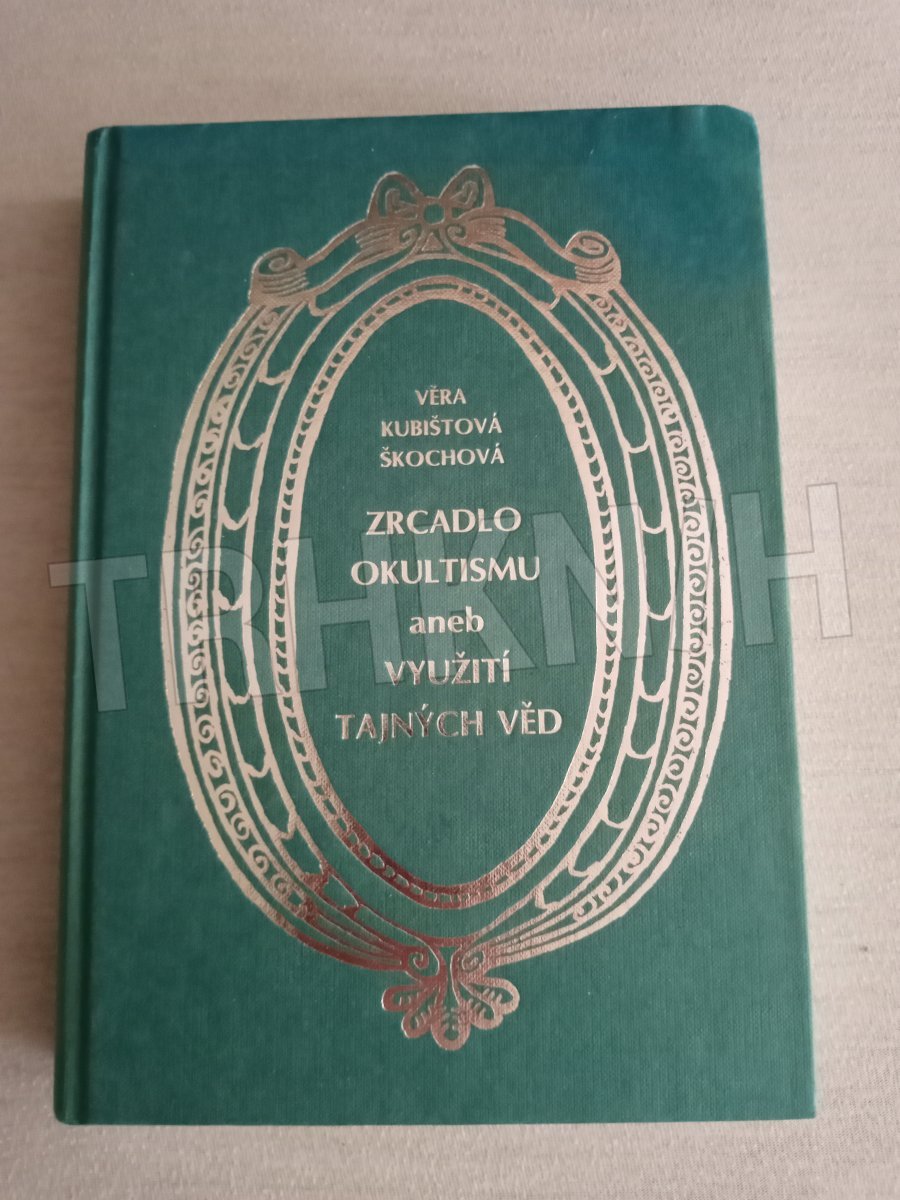 VĚRA
KUBIŠTOVÁ
ŠKOCHOVÁ
ZRCADLO
OKULTISMU
aneb
VYUŽITÍ
TAJNÝCH VĚD
TRHKNIH